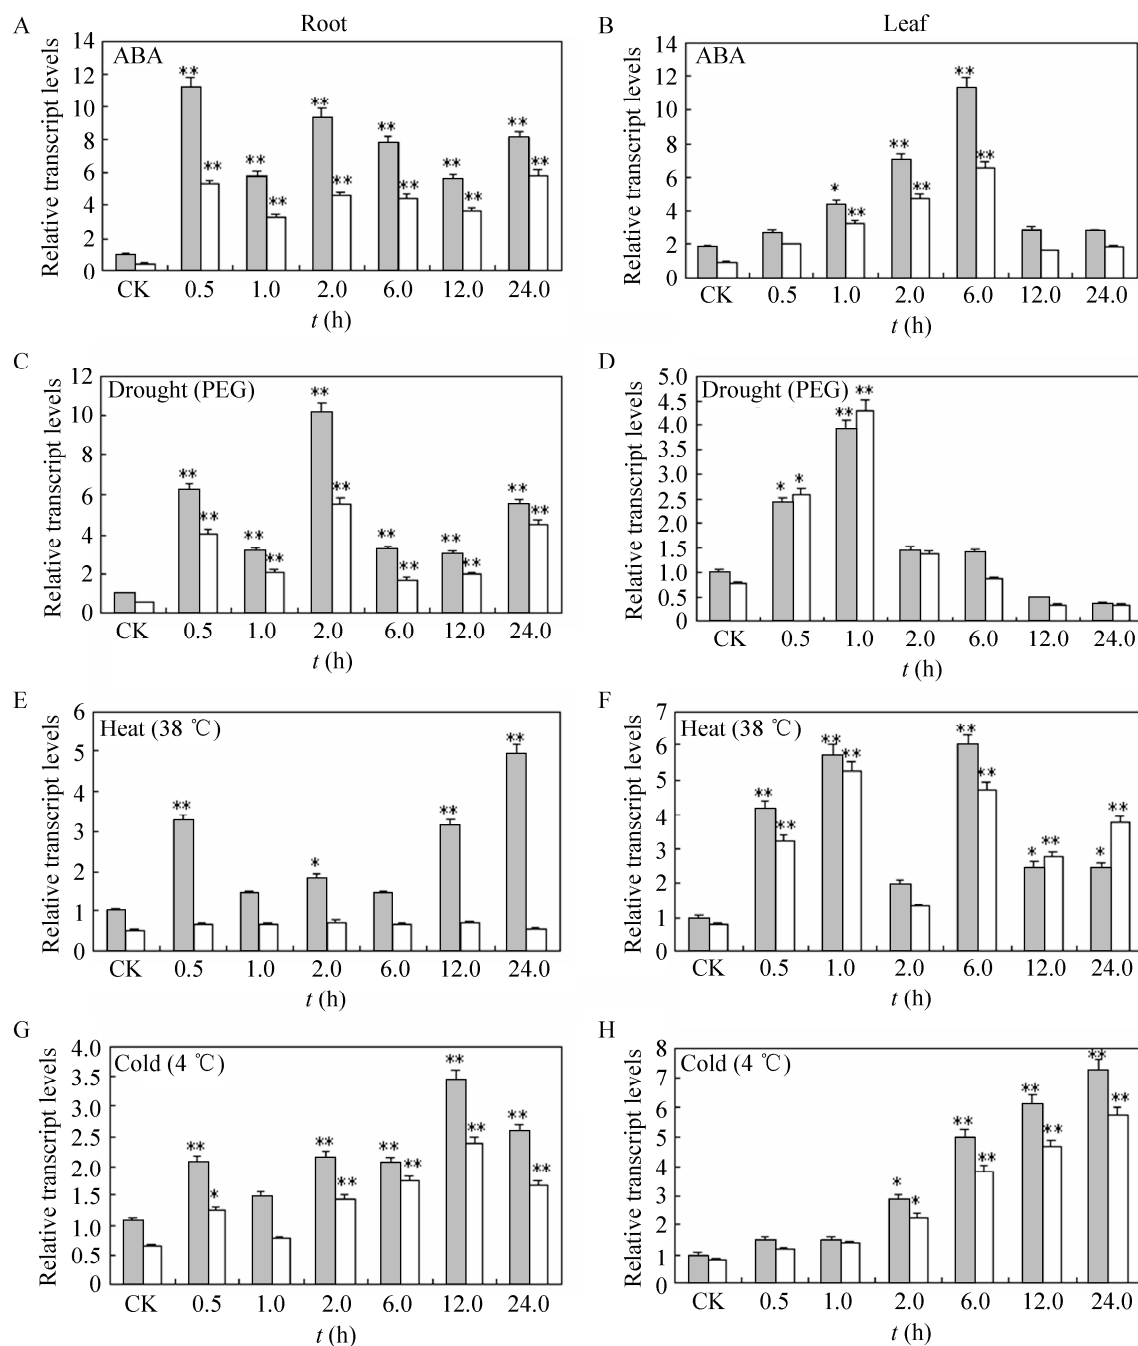 A Root B Leaf
Relative transcript levels
14
12
10
8
6
4
2
0
ABA
** ** ** ** ** ** ** ** ** ** ** **
CK 0.5 1.0 2.0 6.0 12.0 24.0
t (h)
Relative transcript levels
14
12
10
8
6
4
2
0
ABA
* ** ** ** ** **
CK 0.5 1.0 2.0 6.0 12.0 24.0
t (h)
C
Relative transcript levels
12
10
8
6
4
2
0
Drought (PEG)
** ** ** ** ** ** ** ** ** ** ** **
CK 0.5 1.0 2.0 6.0 12.0 24.0
t (h)
D
Relative transcript levels
5.0
4.5
4.0
3.5
3.0
2.5
2.0
1.5
1.0
0.5
0
Drought (PEG)
* * ** **
CK 0.5 1.0 2.0 6.0 12.0 24.0
t (h)
E
Relative transcript levels
6
5
4
3
2
1
0
Heat (38 ℃)
** * ** **
CK 0.5 1.0 2.0 6.0 12.0 24.0
t (h)
F
Relative transcript levels
7
6
5
4
3
2
1
0
Heat (38 ℃)
** ** ** ** ** ** * ** * **
CK 0.5 1.0 2.0 6.0 12.0 24.0
t (h)
G
Relative transcript levels
4.0
3.5
3.0
2.5
2.0
1.5
1.0
0.5
0
Cold (4 ℃)
** * ** ** ** ** ** ** ** **
CK 0.5 1.0 2.0 6.0 12.0 24.0
t (h)
H
Relative transcript levels
8
7
6
5
4
3
2
1
0
Cold (4 ℃)
* * ** ** ** ** ** **
CK 0.5 1.0 2.0 6.0 12.0 24.0
t (h)